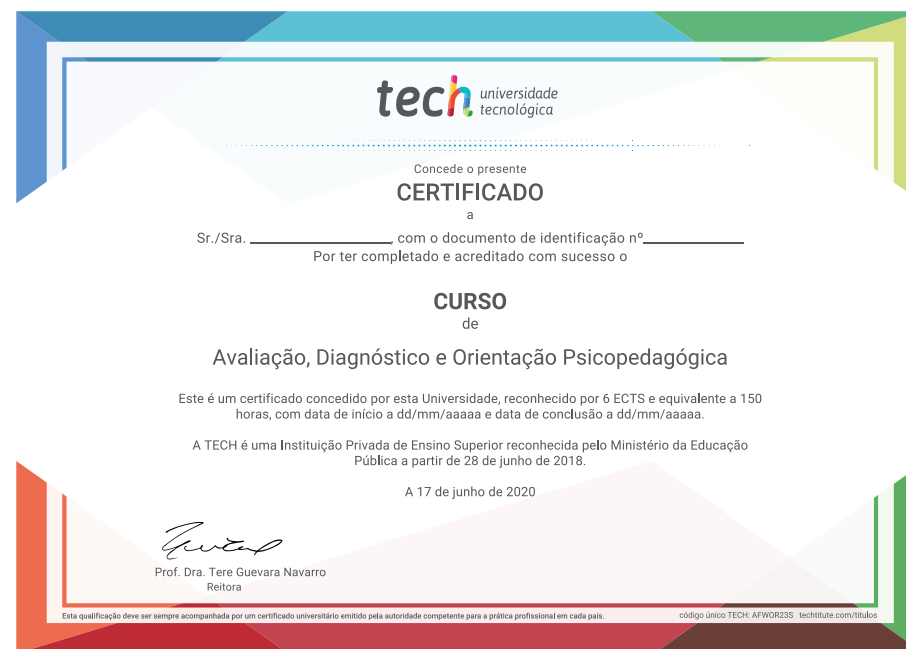 tech universidade
tecnológica
Concede o presente
CERTIFICADO
a
Sr./Sra. __________________, com o documento de identificação nº_____________
Por ter completado e acreditado com sucesso o
CURSO
de
Avaliação, Diagnóstico e Orientação Psicopedagógica
Este é um certificado concedido por esta Universidade, reconhecido por 6 ECTS e equivalente a 150
horas, com data de início a dd/mm/aaaaa e data de conclusão a dd/mm/aaaaa.
A TECH é uma Instituição Privada de Ensino Superior reconhecida pelo Ministério da Educação
Pública a partir de 28 de junho de 2018.
A 17 de junho de 2020
Prof. Dra. Tere Guevara Navarro
Reitora
Esta qualificação deve ser sempre acompanhada por um certificado universitário emitido pela autoridade competente para a prática profissional em cada país.
código único TECH: AFWOR23S techtitute.com/titulos